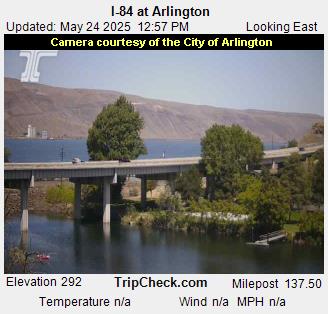 I-84 at Arlington
Updated: May 24 2025 12:57 PM Looking East
Camera courtesy of the City of Arlington
Elevation 292 TripCheck.com Milepost 137.50
Temperature n/a Wind n/a MPH n/a